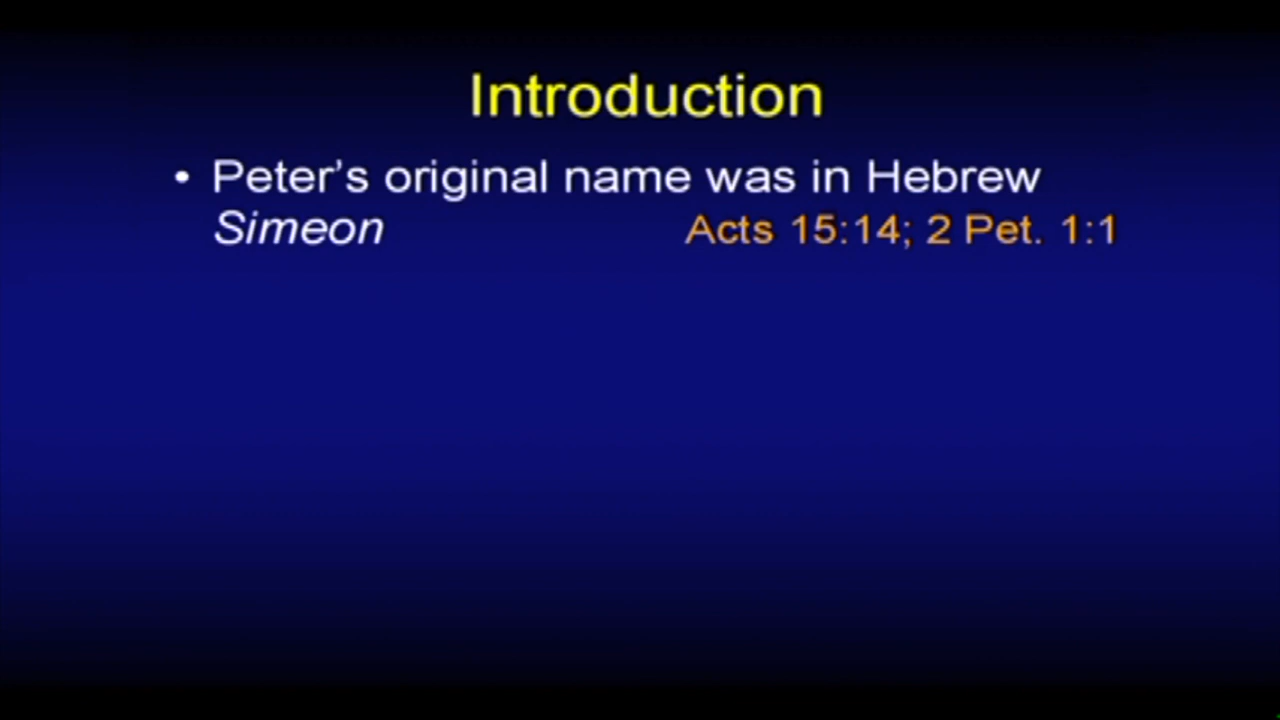 Introduction
• Peter’s original name was in Hebrew
Simeon Acts 15:14; 2 Pet. 1:1